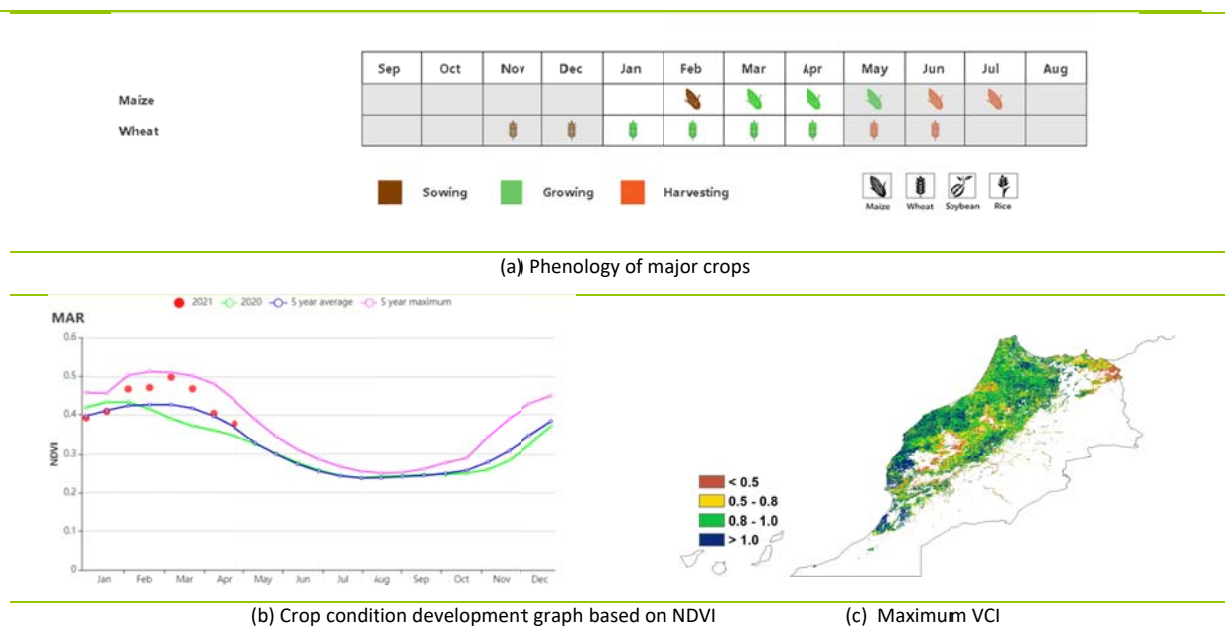 Sep Oct Nov Dec Jan Feb Mar Apr May Jun Jul Aug
Maize
Wheat
Sowing Growing Harvesting
Maize Wheat Soybean Rice
(a) Phenology of major crops
2021 2020 5 year average 5 year maximum
MAR
0.6
0.5
0.4
0.3
0.2
0.1
0
NDVI
Jan Feb Mar Apr May Jun Jul Aug Sep Oct Nov Dec
< 0.5
0.5 - 0.8
0.8 - 1.0
> 1.0
(b) Crop condition development graph based on NDVI
(c) Maximum VCI